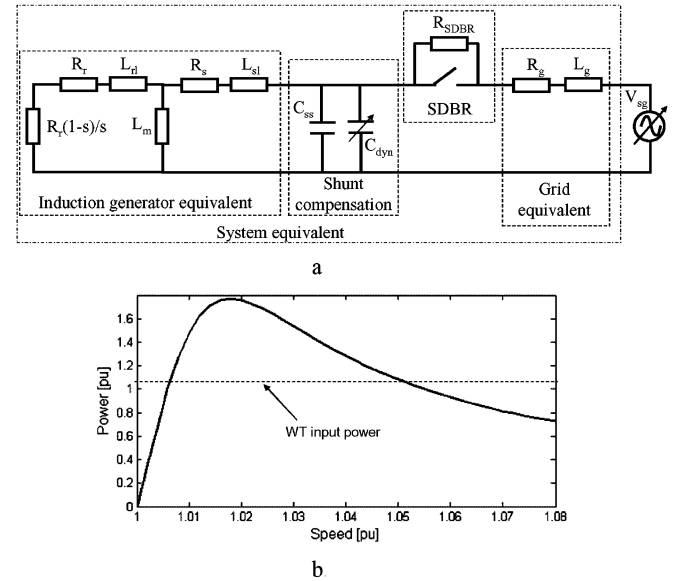 R_SDBR
R_r L_rl R_s L_sl R_g L_g
V_sg
C_ss
SDBR
R_r(1-s)/s L_m
C_dyn
Shunt
compensation
Grid
equivalent
Induction generator equivalent
System equivalent
a
Power [pu]
1.6
1.4
1.2
1
0.8
0.6
0.4
0.2
0
WT input power
1 1.01 1.02 1.03 1.04 1.05 1.06 1.07 1.08
Speed [pu]
b.